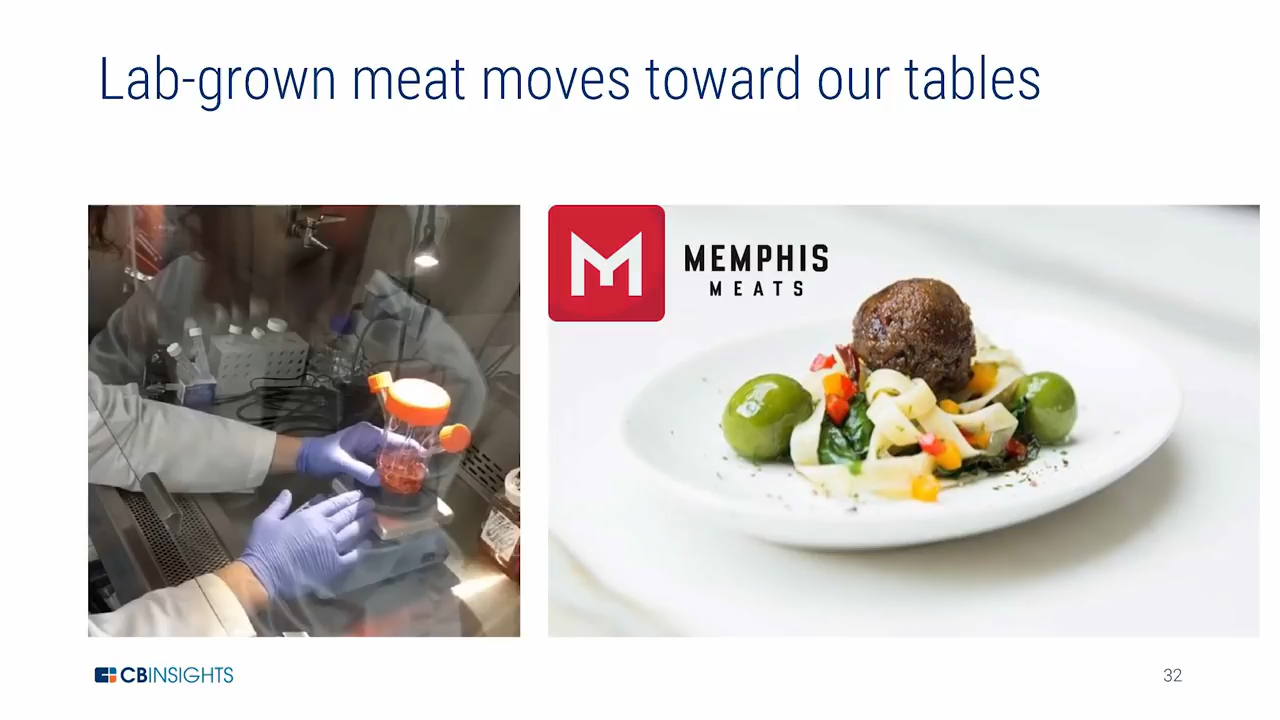 Lab-grown meat moves toward our tables
M
MEMPHIS
MEATS
CBINSIGHTS
32